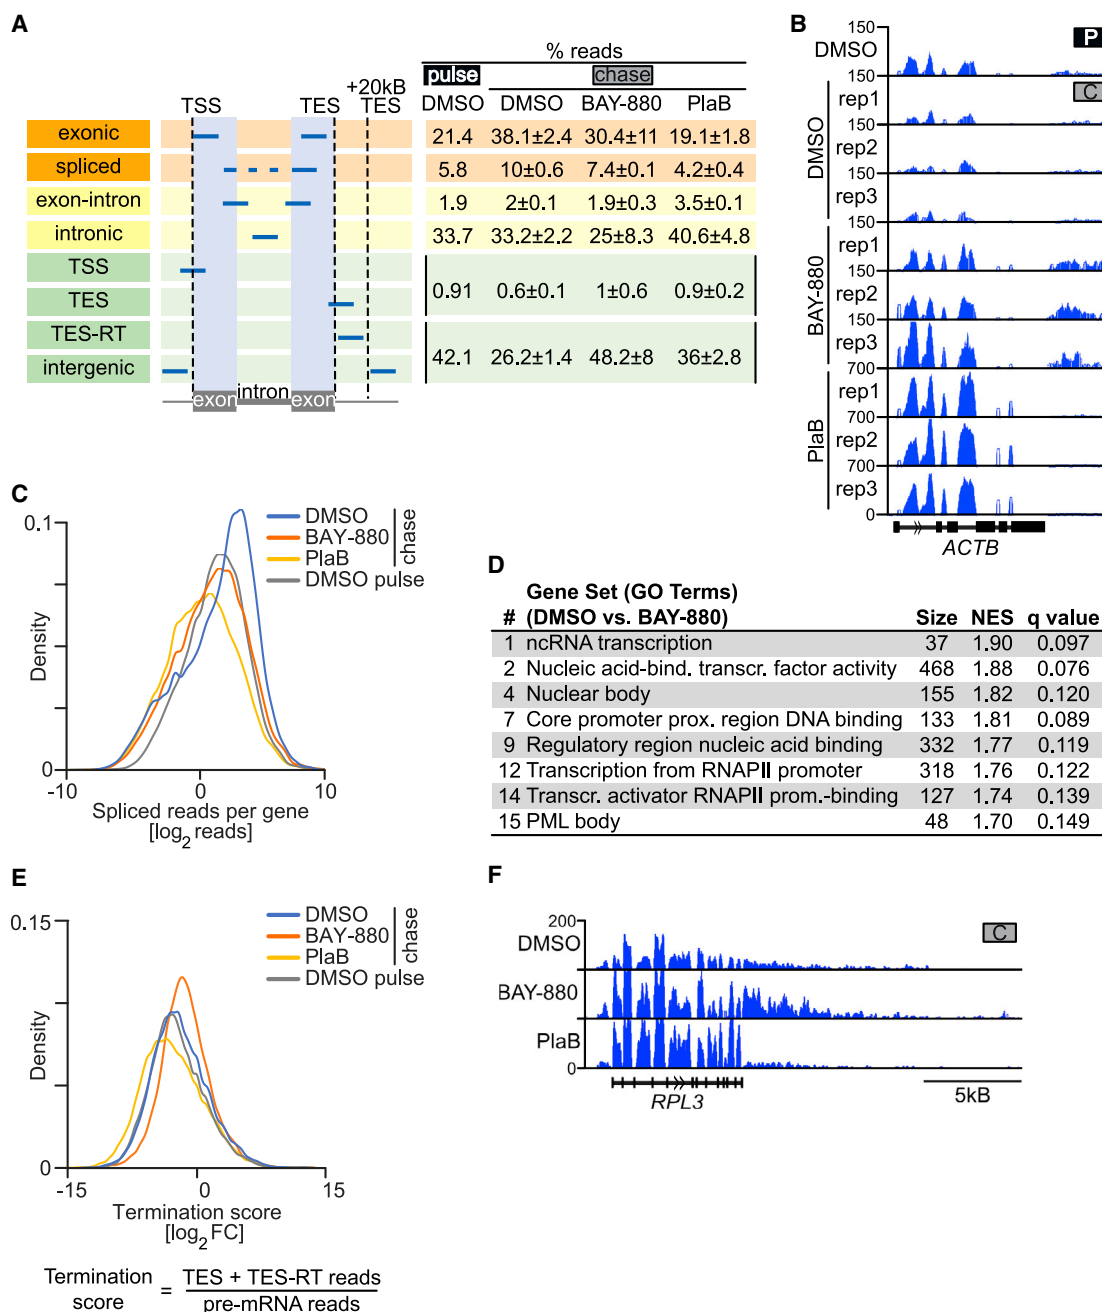 A
% reads
pulse chase
DMSO DMSO BAY-880 PlaB
TSS TES +20kB TES
exonic 21.4 38.1±2.4 30.4±11 19.1±1.8
spliced 5.8 10±0.6 7.4±0.1 4.2±0.4
exon-intron 1.9 2±0.1 1.9±0.3 3.5±0.1
intronic 33.7 33.2±2.2 25±8.3 40.6±4.8
TSS
TES
0.91 0.6±0.1 1±0.6 0.9±0.2
TES-RT
intergenic
42.1 26.2±1.4 48.2±8 36±2.8
exon intron exon
B
150
DMSO P
150
C
DMSO
rep1
150
rep2
150
rep3
150
BAY-880
rep1
150
rep2
150
rep3
700
PlaB
rep1
700
rep2
700
rep3
0
ACTB
C
0.1
Density
0
-10 0 10
Spliced reads per gene
[log2 reads]
DMSO
BAY-880
PlaB
chase
DMSO pulse
D
Gene Set (GO Terms)
# (DMSO vs. BAY-880) Size NES q value
1 ncRNA transcription 37 1.90 0.097
2 Nucleic acid-bind. transcr. factor activity 468 1.88 0.076
4 Nuclear body 155 1.82 0.120
7 Core promoter prox. region DNA binding 133 1.81 0.089
9 Regulatory region nucleic acid binding 332 1.77 0.119
12 Transcription from RNAPII promoter 318 1.76 0.122
14 Transcr. activator RNAPII prom.-binding 127 1.74 0.139
15 PML body 48 1.70 0.149
E
0.15
Density
0
-15 0 15
Termination score
[log2 FC]
DMSO
BAY-880
PlaB
chase
DMSO pulse
Termination score = TES + TES-RT reads
pre-mRNA reads
F
200
DMSO C
BAY-880
PlaB
0
RPL3
5kB